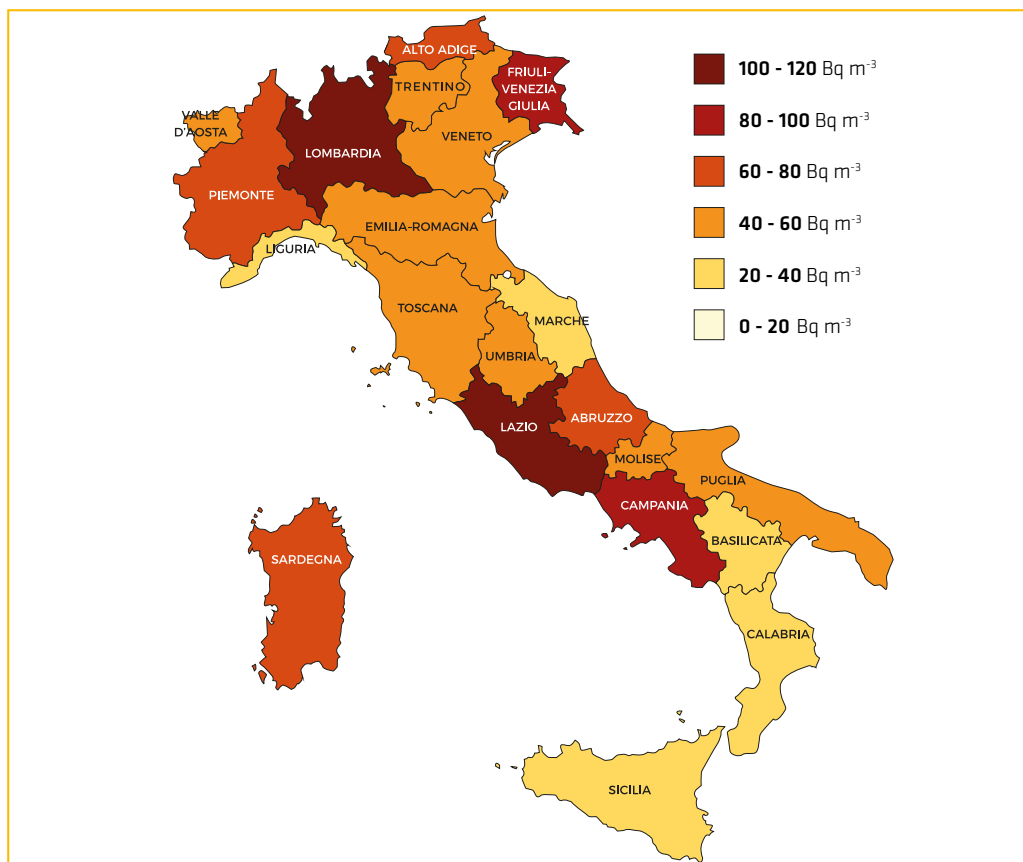 ALTO ADIGE
TRENTINO
FRIULI-
VENEZIA
GIULIA
VALLE
D'AOSTA
VENETO
LOMBARDIA
PIEMONTE
EMILIA-ROMAGNA
LIGURIA
TOSCANA
MARCHE
UMBRIA
LAZIO
ABRUZZO
MOLISE
PUGLIA
CAMPANIA
BASILICATA
SARDEGNA
CALABRIA
SICILIA
100 - 120 Bq m⁻³
80 - 100 Bq m⁻³
60 - 80 Bq m⁻³
40 - 60 Bq m⁻³
20 - 40 Bq m⁻³
0 - 20 Bq m⁻³